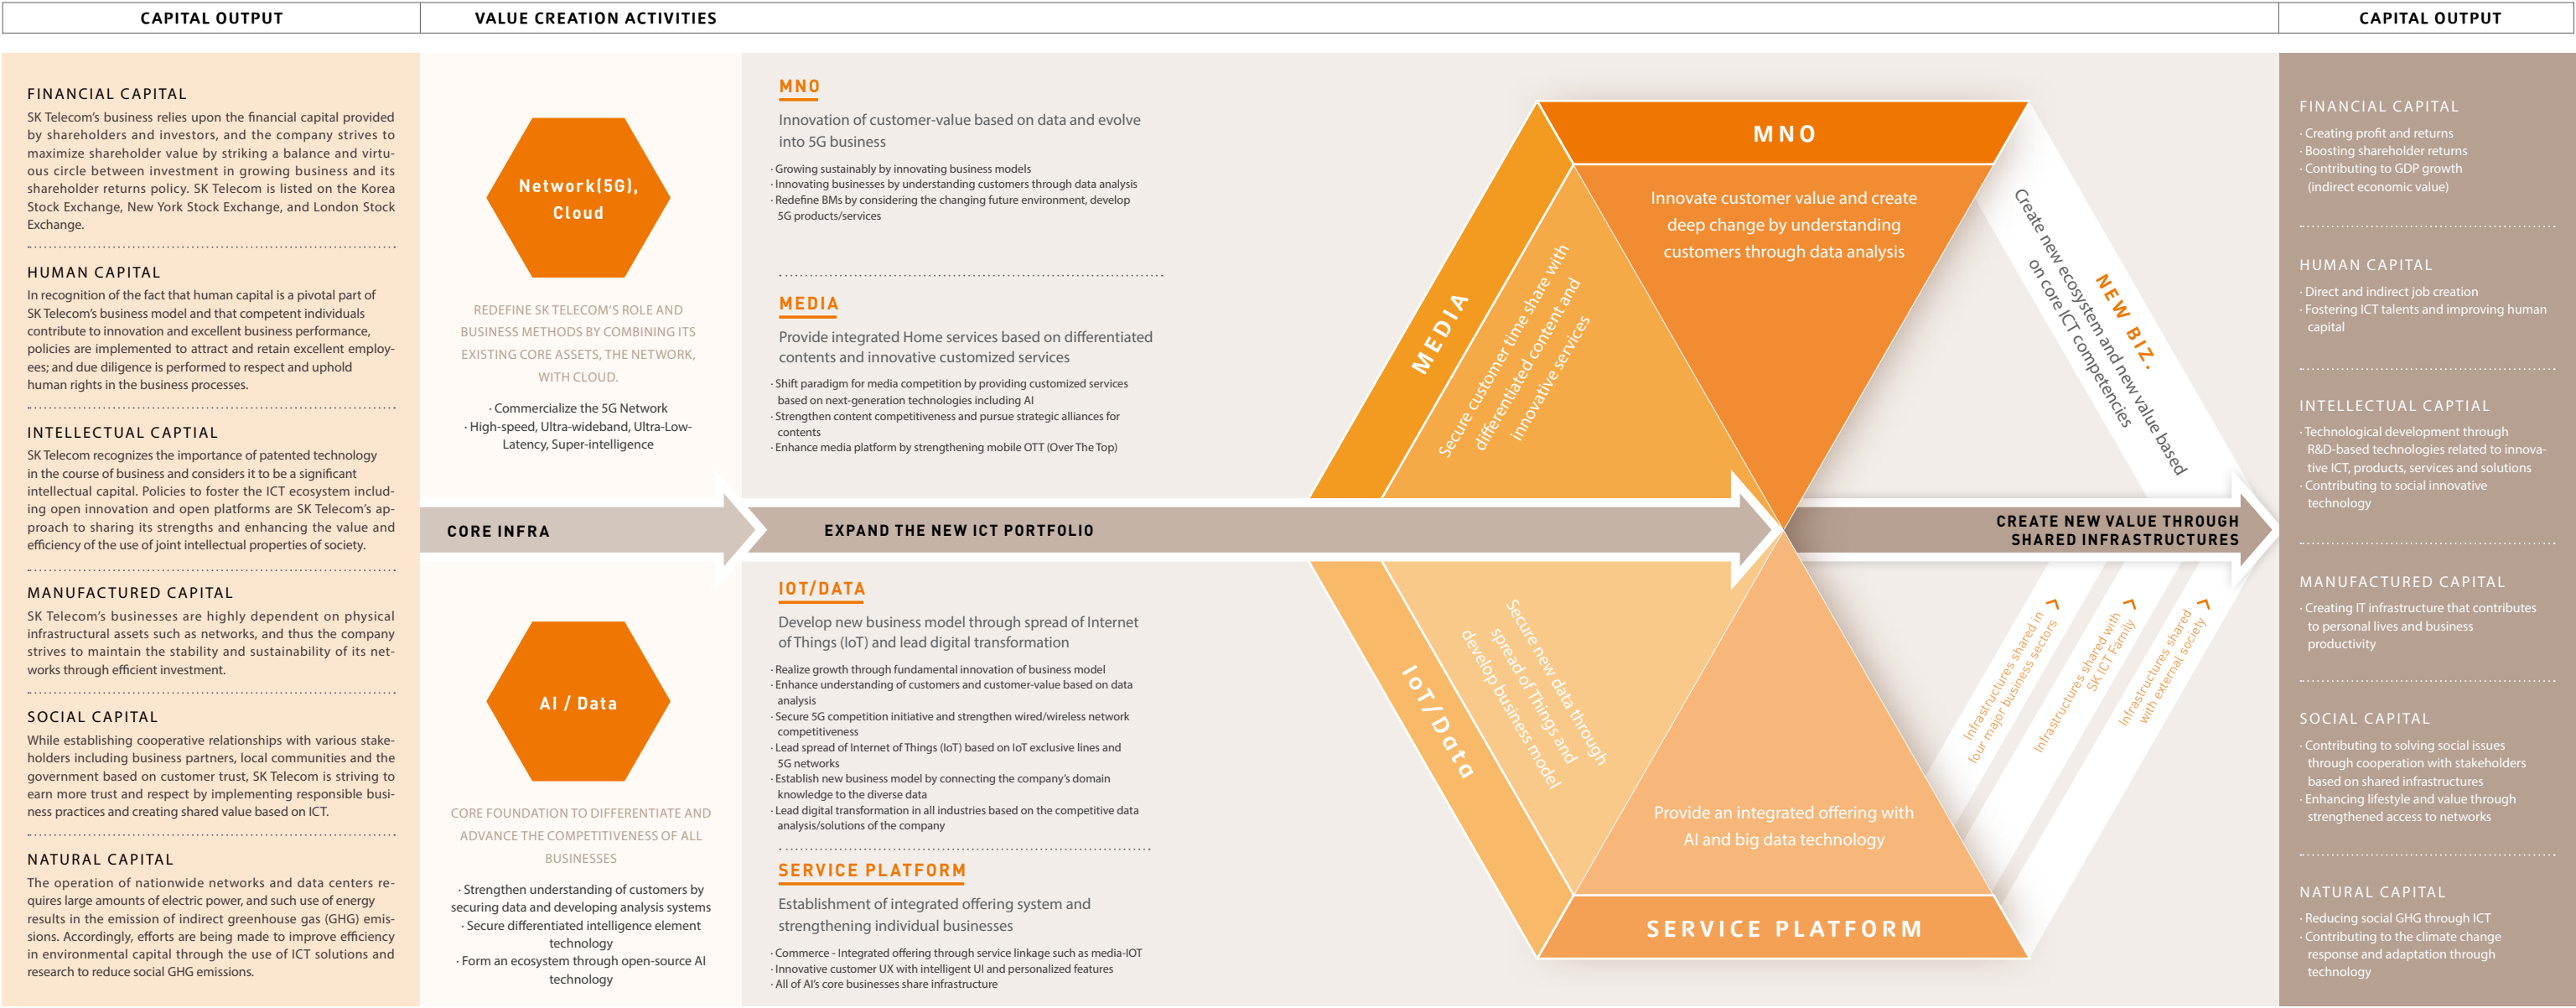 CAPITAL OUTPUT
VALUE CREATION ACTIVITIES
CAPITAL OUTPUT
FINANCIAL CAPITAL
SK Telecom's business relies upon the financial capital provided
by shareholders and investors, and the company strives to
maximize shareholder value by striking a balance and virtu-
ous circle between investment in growing business and its
shareholder returns policy. SK Telecom is listed on the Korea
Stock Exchange, New York Stock Exchange, and London Stock
Exchange.
HUMAN CAPITAL
In recognition of the fact that human capital is a pivotal part of
SK Telecom's business model and that competent individuals
contribute to innovation and excellent business performance,
policies are implemented to attract and retain excellent employ-
ees; and due diligence is performed to respect and uphold
human rights in the business processes.
INTELLECTUAL CAPTIAL
SK Telecom recognizes the importance of patented technology
in the course of business and considers it to be a significant
intellectual capital. Policies to foster the ICT ecosystem includ-
ing open innovation and open platforms are SK Telecom's ap-
proach to sharing its strengths and enhancing the value and
efficiency of the use of joint intellectual properties of society.
MANUFACTURED CAPITAL
SK Telecom's businesses are highly dependent on physical
infrastructural assets such as networks, and thus the company
strives to maintain the stability and sustainability of its net-
works through efficient investment.
SOCIAL CAPITAL
While establishing cooperative relationships with various stake-
holders including business partners, local communities and the
government based on customer trust, SK Telecom is striving to
earn more trust and respect by implementing responsible busi-
ness practices and creating shared value based on ICT.
NATURAL CAPITAL
The operation of nationwide networks and data centers re-
quires large amounts of electric power, and such use of energy
results in the emission of indirect greenhouse gas (GHG) emis-
sions. Accordingly, efforts are being made to improve efficiency
in environmental capital through the use of ICT solutions and
research to reduce social GHG emissions.
Network(5G),
Cloud
REDEFINE SK TELECOM'S ROLE AND
BUSINESS METHODS BY COMBINING ITS
EXISTING CORE ASSETS, THE NETWORK,
WITH CLOUD.
· Commercialize the 5G Network
· High-speed, Ultra-wideband, Ultra-Low-
Latency, Super-intelligence
CORE INFRA
AI / Data
CORE FOUNDATION TO DIFFERENTIATE AND
ADVANCE THE COMPETITIVENESS OF ALL
BUSINESSES
· Strengthen understanding of customers by
securing data and developing analysis systems
· Secure differentiated intelligence element
technology
· Form an ecosystem through open-source AI
technology
MNO
Innovation of customer-value based on data and evolve
into 5G business
· Growing sustainably by innovating business models
· Innovating businesses by understanding customers through data analysis
· Redefine BMs by considering the changing future environment, develop
5G products/services
MEDIA
Provide integrated Home services based on differentiated
contents and innovative customized services
· Shift paradigm for media competition by providing customized services
based on next-generation technologies including AI
· Strengthen content competitiveness and pursue strategic alliances for
contents
· Enhance media platform by strengthening mobile OTT (Over The Top)
EXPAND THE NEW ICT PORTFOLIO
IOT/DATA
Develop new business model through spread of Internet
of Things (IoT) and lead digital transformation
· Realize growth through fundamental innovation of business model
· Enhance understanding of customers and customer-value based on data
analysis
· Secure 5G competition initiative and strengthen wired/wireless network
competitiveness
· Lead spread of Internet of Things (IoT) based on IoT exclusive lines and
5G networks
· Establish new business model by connecting the company's domain
knowledge to the diverse data
· Lead digital transformation in all industries based on the competitive data
analysis/solutions of the company
SERVICE PLATFORM
Establishment of integrated offering system and
strengthening individual businesses
· Commerce - Integrated offering through service linkage such as media-IOT
· Innovative customer UX with intelligent UI and personalized features
· All of AI's core businesses share infrastructure
MNO
Innovate customer value and create
deep change by understanding
customers through data analysis
MEDIA
Secure customer time share with
differentiated content and
innovative services
NEW BIZ.
Create new ecosystem and new value based
on core ICT competencies
CREATE NEW VALUE THROUGH
SHARED INFRASTRUCTURES
IoT/Data
Secure new data through
spread of Things and
develop business model
Provide an integrated offering with
AI and big data technology
SERVICE PLATFORM
Infrastructures shared in
four major business sectors
Infrastructures shared with
SK ICT Family
Infrastructures shared
with external society
FINANCIAL CAPITAL
· Creating profit and returns
· Boosting shareholder returns
· Contributing to GDP growth
(indirect economic value)
HUMAN CAPITAL
· Direct and indirect job creation
· Fostering ICT talents and improving human
capital
INTELLECTUAL CAPTIAL
· Technological development through
R&D-based technologies related to innova-
tive ICT, products, services and solutions
· Contributing to social innovative
technology
MANUFACTURED CAPITAL
· Creating IT infrastructure that contributes
to personal lives and business
productivity
SOCIAL CAPITAL
· Contributing to solving social issues
through cooperation with stakeholders
based on shared infrastructures
· Enhancing lifestyle and value through
strengthened access to networks
NATURAL CAPITAL
· Reducing social GHG through ICT
· Contributing to the climate change
response and adaptation through
technology